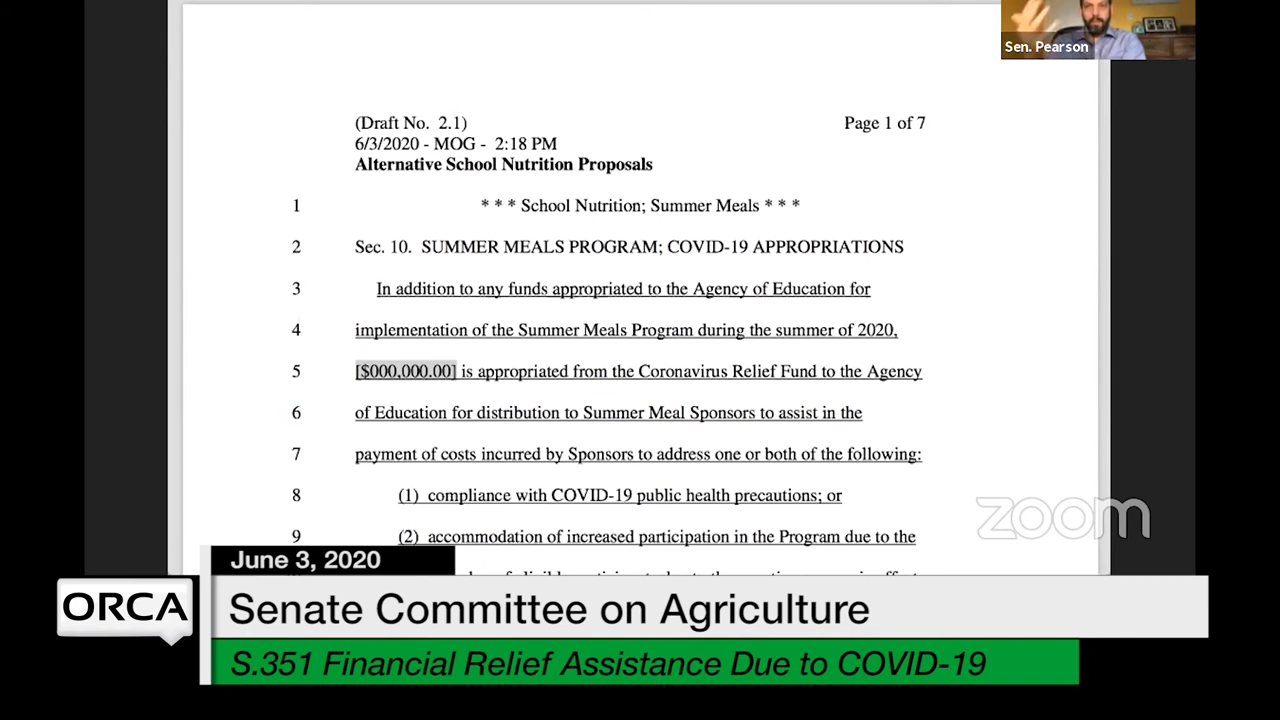 Sen. Pearson
(Draft No. 2.1) Page 1 of 7
6/3/2020 - MOG - 2:18 PM
Alternative School Nutrition Proposals
1 * * * School Nutrition; Summer Meals * * *
2 Sec. 10. SUMMER MEALS PROGRAM; COVID-19 APPROPRIATIONS
3 In addition to any funds appropriated to the Agency of Education for
4 implementation of the Summer Meals Program during the summer of 2020,
5 [$000,000.00] is appropriated from the Coronavirus Relief Fund to the Agency
6 of Education for distribution to Summer Meal Sponsors to assist in the
7 payment of costs incurred by Sponsors to address one or both of the following:
8 (1) compliance with COVID-19 public health precautions; or
9 (2) accommodation of increased participation in the Program due to the
zoom
June 3, 2020
ORCA
Senate Committee on Agriculture
S.351 Financial Relief Assistance Due to COVID-19